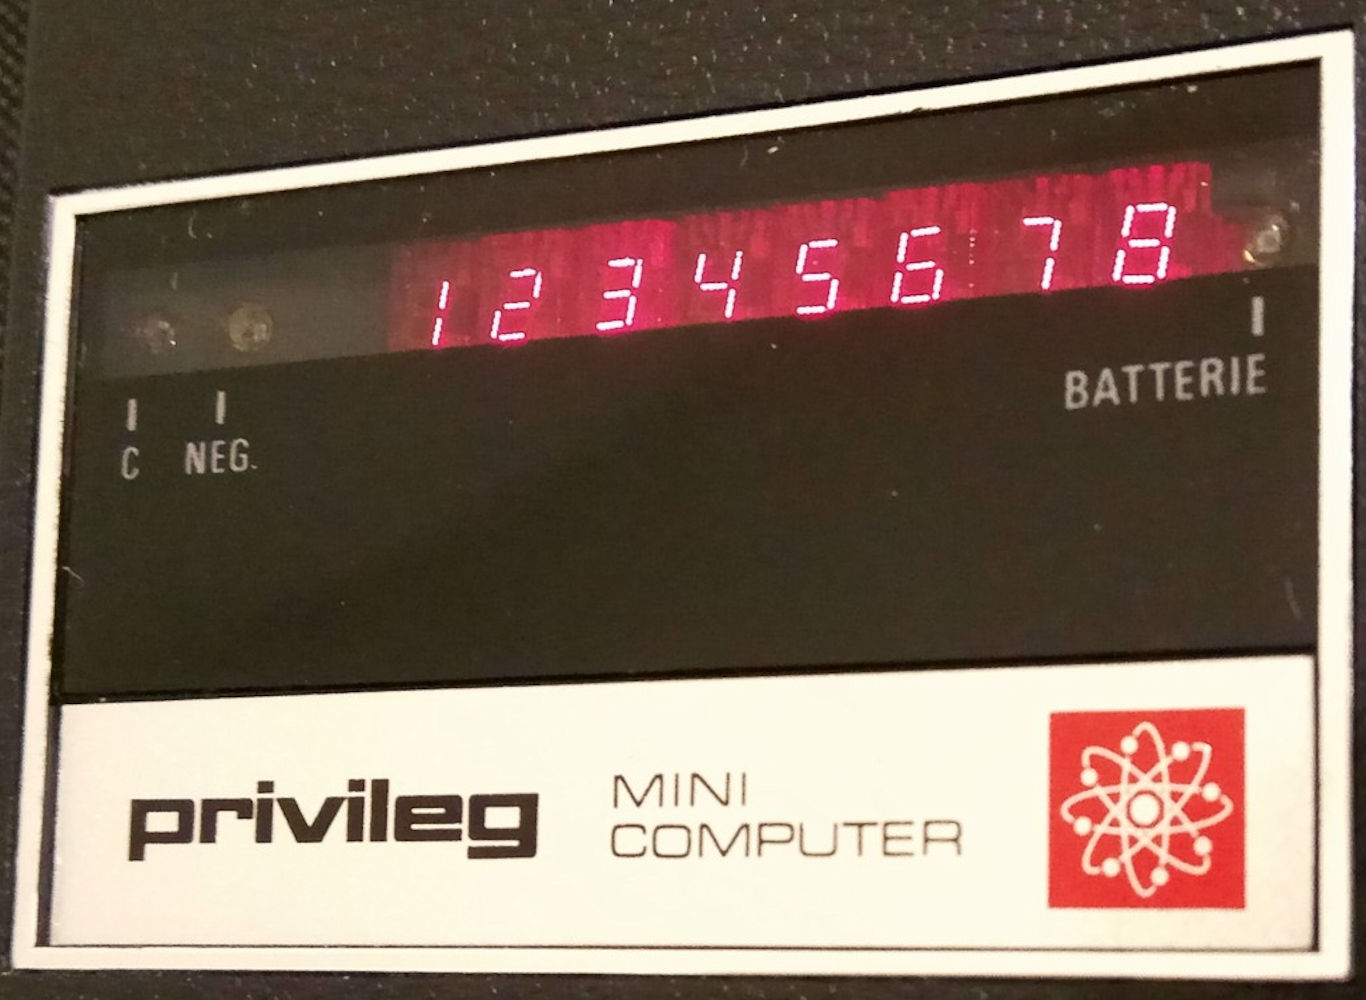 12345678
BATTERIE
C NEG.
privileg
MINI
COMPUTER